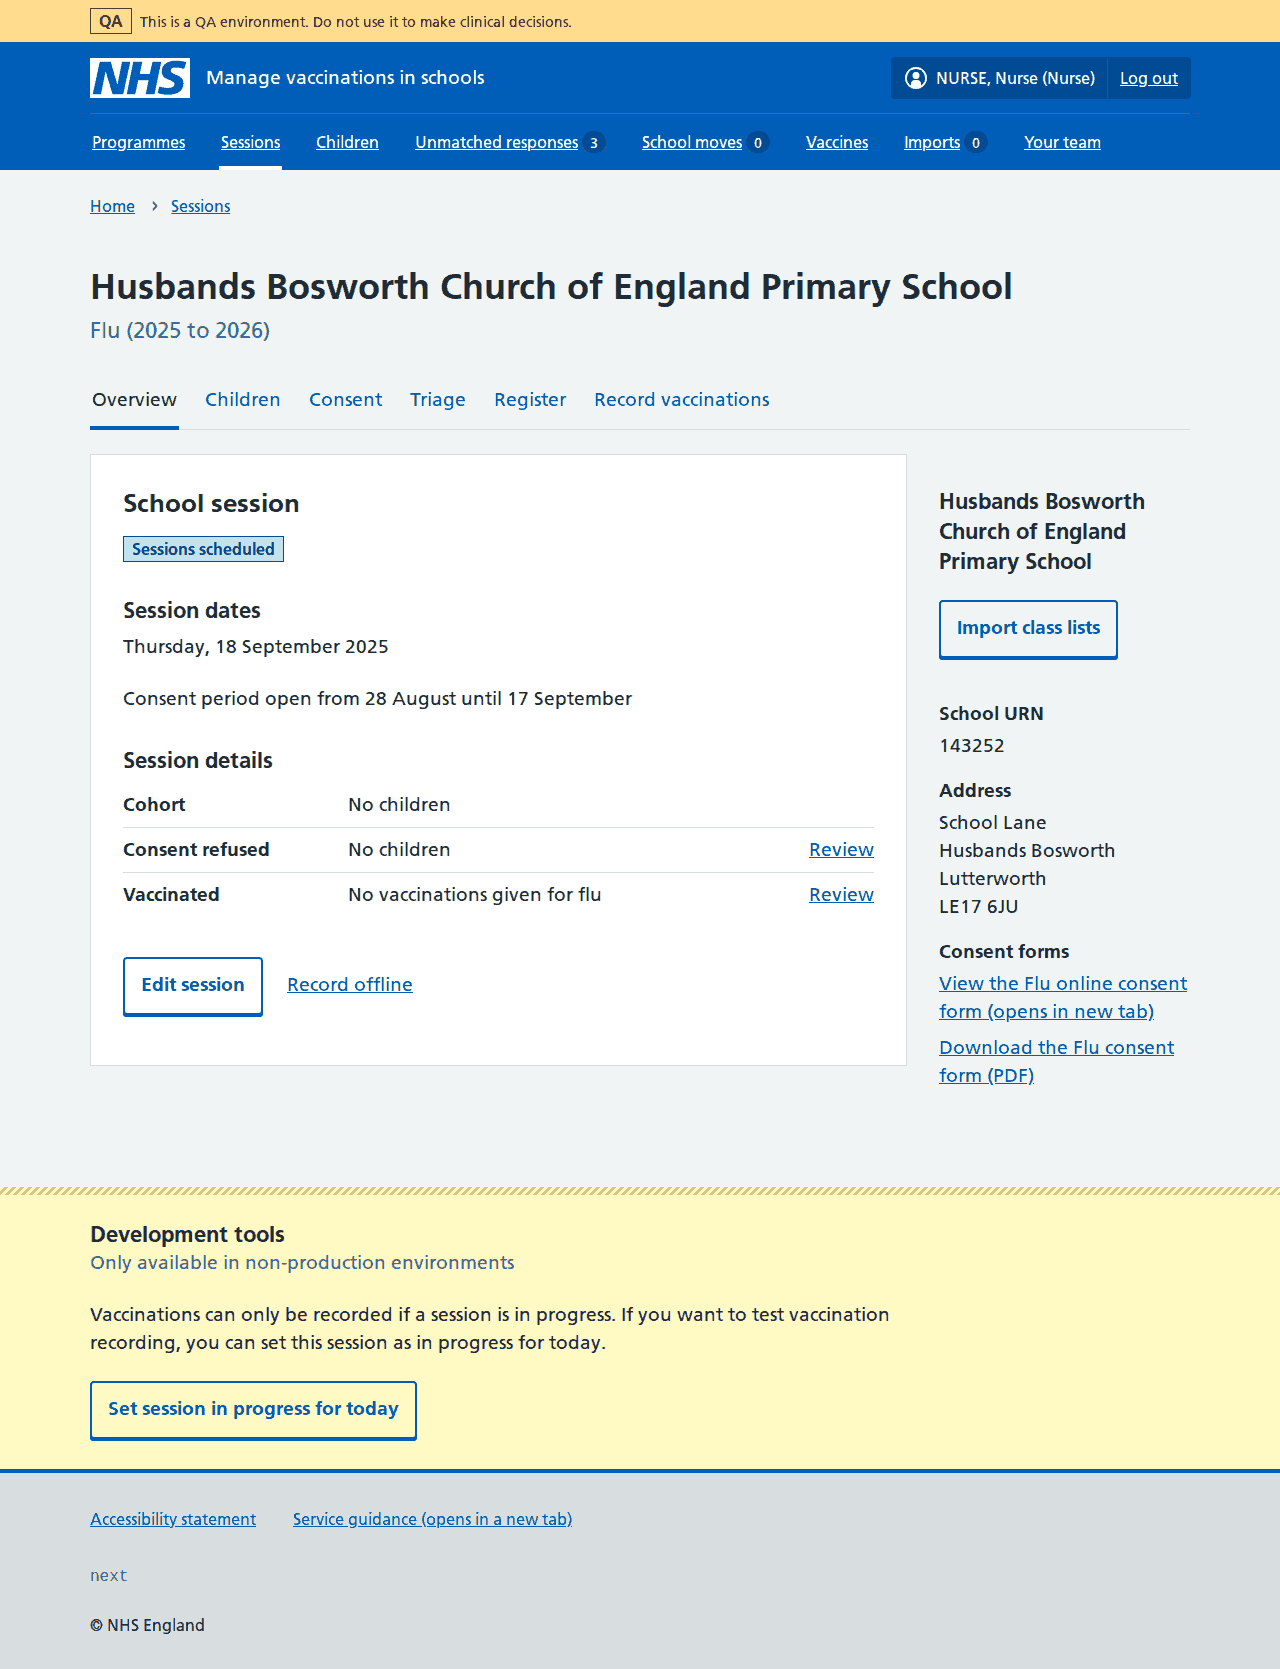 QA This is a QA environment. Do not use it to make clinical decisions.
NHS Manage vaccinations in schools NURSE, Nurse (Nurse) Log out
Programmes Sessions Children Unmatched responses 3 School moves 0 Vaccines Imports 0 Your team
Home › Sessions
Husbands Bosworth Church of England Primary School
Flu (2025 to 2026)
Overview Children Consent Triage Register Record vaccinations
School session
Sessions scheduled
Session dates
Thursday, 18 September 2025
Consent period open from 28 August until 17 September
Session details
Cohort No children
Consent refused No children Review
Vaccinated No vaccinations given for flu Review
Edit session Record offline
Husbands Bosworth
Church of England
Primary School
Import class lists
School URN
143252
Address
School Lane
Husbands Bosworth
Lutterworth
LE17 6JU
Consent forms
View the Flu online consent
form (opens in new tab)
Download the Flu consent
form (PDF)
Development tools
Only available in non-production environments
Vaccinations can only be recorded if a session is in progress. If you want to test vaccination
recording, you can set this session as in progress for today.
Set session in progress for today
Accessibility statement Service guidance (opens in a new tab)
next
© NHS England